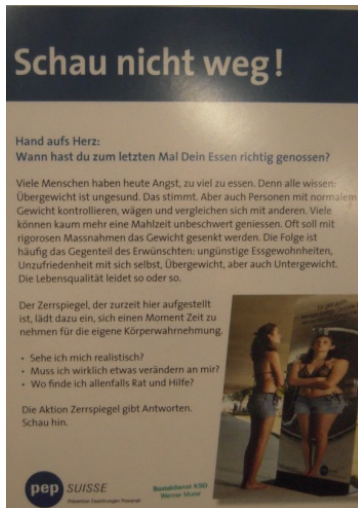 Schau nicht weg!
Hand aufs Herz:
Wann hast du zum letzten Mal Dein Essen richtig genossen?
Viele Menschen haben heute Angst, zu viel zu essen. Denn alle wissen:
Übergewicht ist ungesund. Das stimmt. Aber auch Personen mit normalem
Gewicht kontrollieren, wägen und vergleichen sich mit anderen. Viele
können kaum mehr eine Mahlzeit unbeschwert geniessen. Oft soll mit
rigorosen Massnahmen das Gewicht gesenkt werden. Die Folge ist
häufig das Gegenteil des Erwünschten: ungünstige Essgewohnheiten,
Unzufriedenheit mit sich selbst, Übergewicht, aber auch Untergewicht.
Die Lebensqualität leidet so oder so.
Der Zerrspiegel, der zurzeit hier aufgestellt
ist, lädt dazu ein, sich einen Moment Zeit zu
nehmen für die eigene Körperwahrnehmung.
• Sehe ich mich realistisch?
• Muss ich wirklich etwas verändern an mir?
• Wo finde ich allenfalls Rat und Hilfe?
Die Aktion Zerrspiegel gibt Antworten.
Schau hin.
pep SUISSE
Prävention Essstörungen Praxisnah
Werner Murer